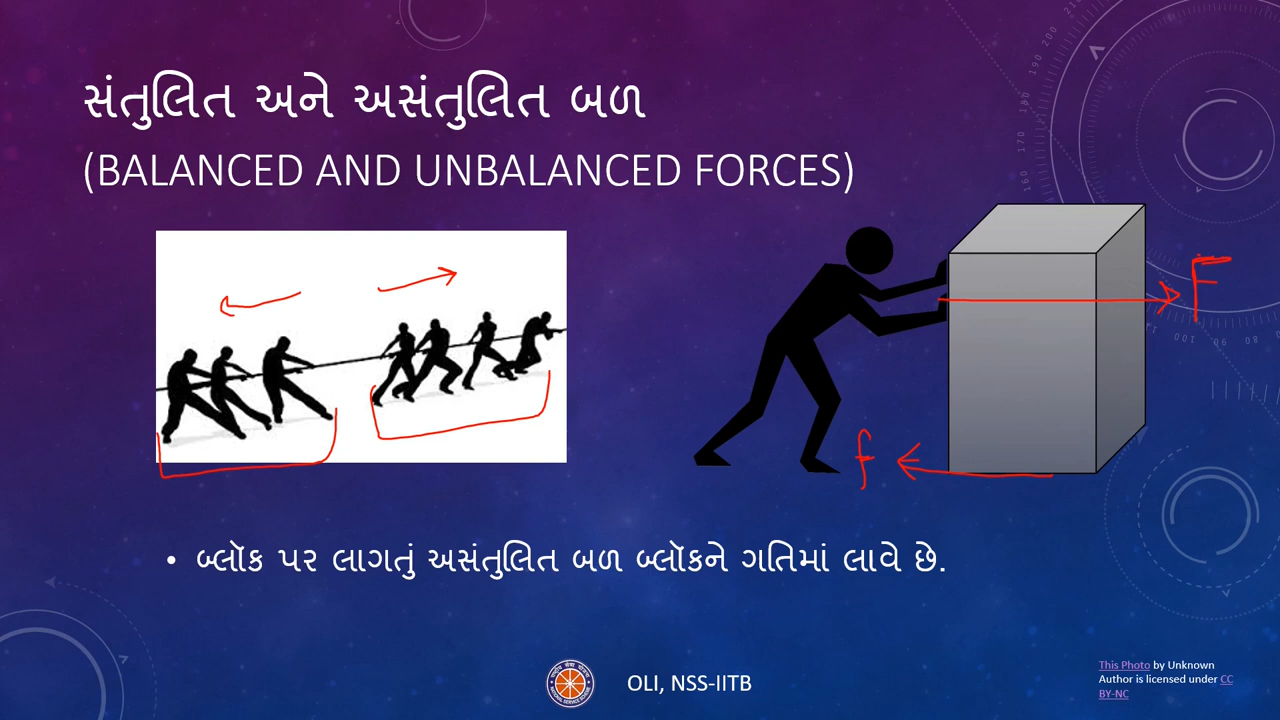 સંતુલિત અને અસંતુલિત બળ
(BALANCED AND UNBALANCED FORCES)
F
f
• બ્લૉક પર લાગતું અસંતુલિત બળ બ્લૉકને ગતિમાં લાવે છે.
OLI, NSS-IITB
This Photo by Unknown
Author is licensed under CC
BY-NC